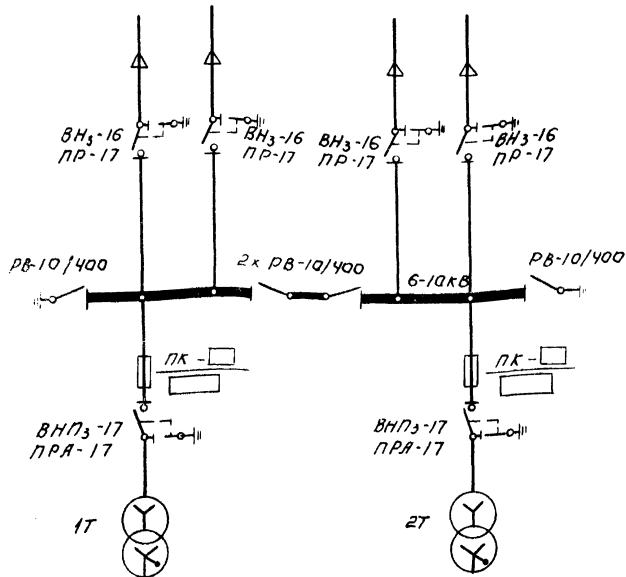 ВНз-16
ПР-17
ВНз-16
ПР-17
ВНз-16
ПР-17
ВНз-16
ПР-17
РВ-10/400
2х РВ-10/400
6-10кВ
РВ-10/400
ПК -
ПК -
ВНПз-17
ПРА-17
ВНПз-17
ПРА-17
1Т
2Т